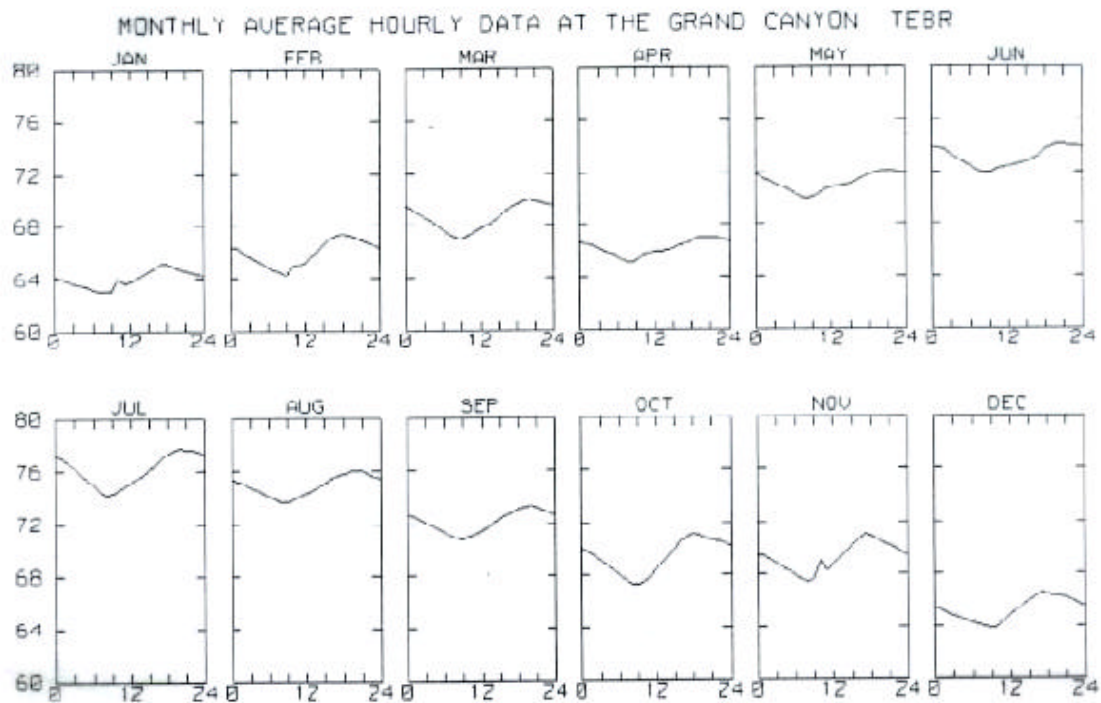 MONTHLY AVERAGE HOURLY DATA AT THE GRAND CANYON TEBR
JAN FFB MAR APR MAY JUN
80
76
72
68
64
60
0 12 24 0 12 24 0 12 24 0 12 24 0 12 24 0 12 24
JUL AUG SEP OCT NOV DEC
80
76
72
68
64
60
0 12 24 0 12 24 0 12 24 0 12 24 0 12 24 0 12 24